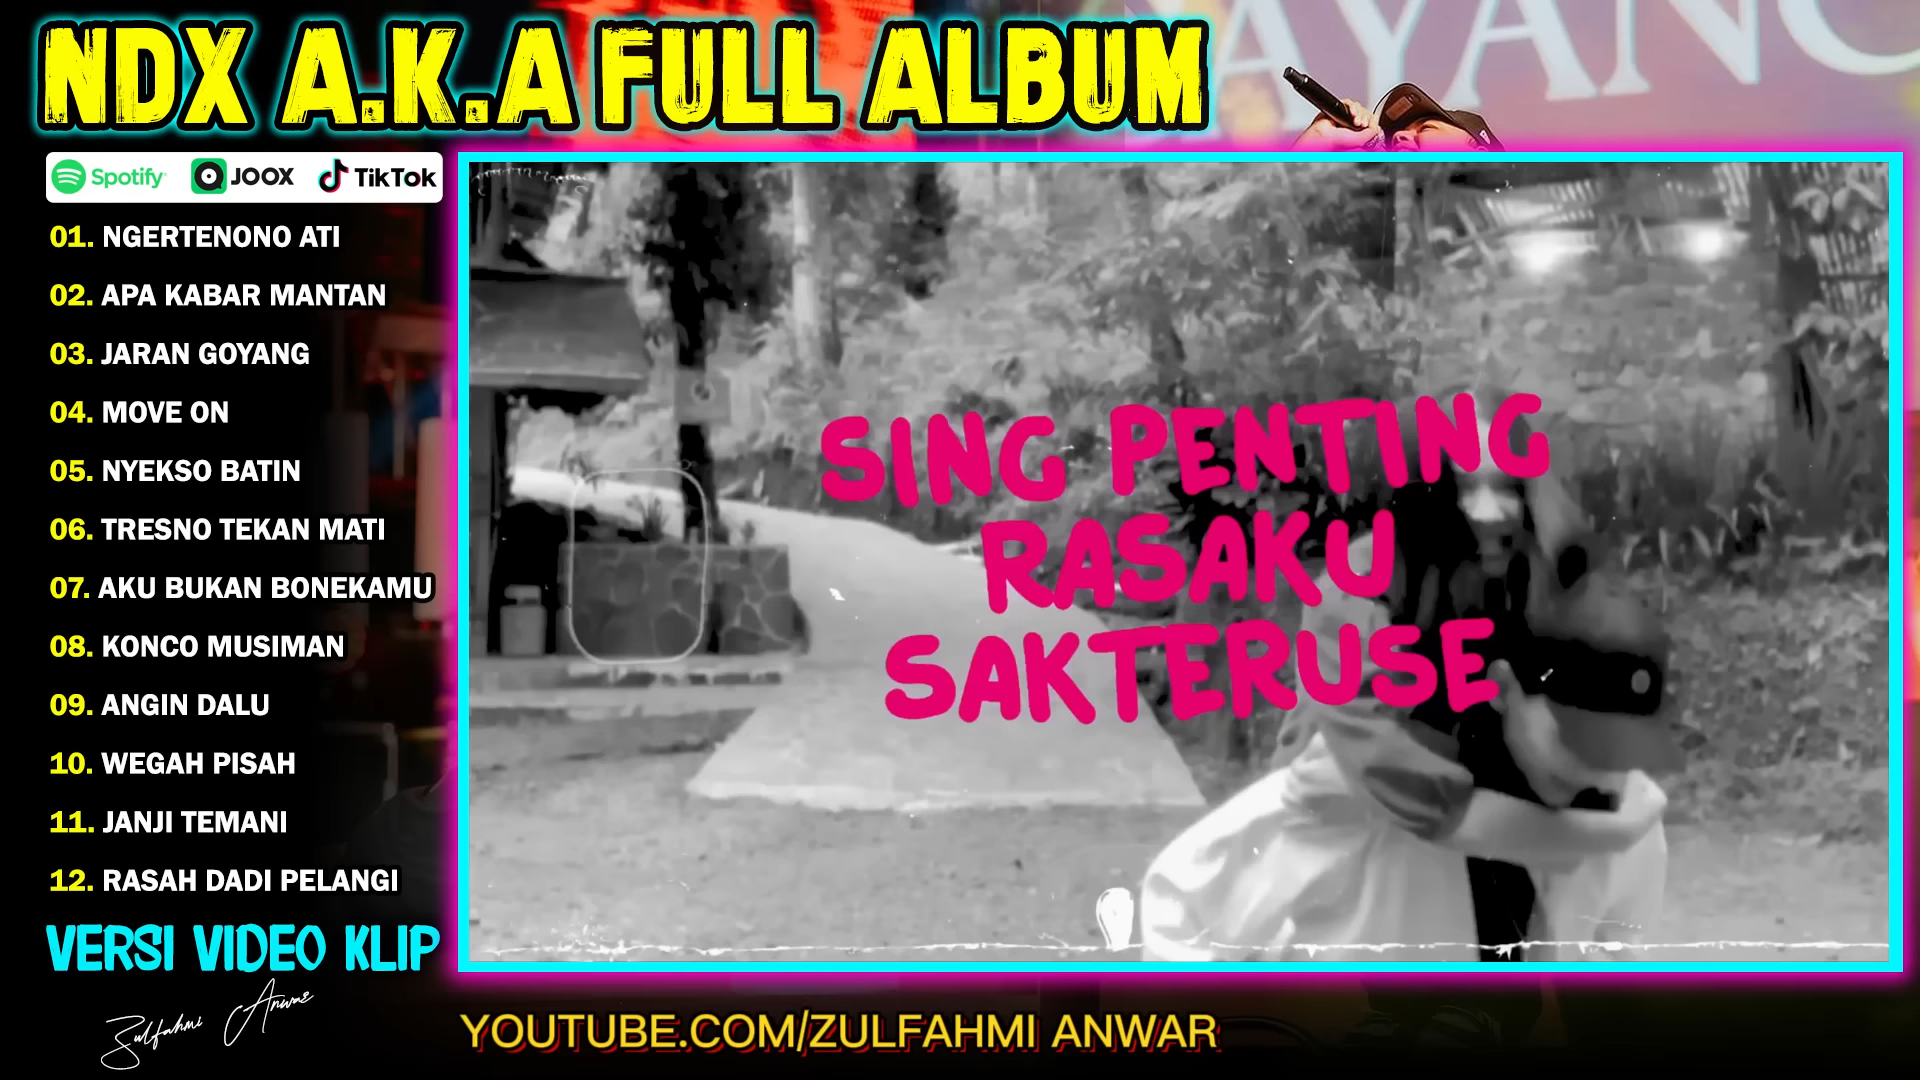 NDX A.K.A FULL ALBUM
AYANG
Spotify JOOX TikTok
01. NGERTENONO ATI
02. APA KABAR MANTAN
03. JARAN GOYANG
04. MOVE ON
05. NYEKSO BATIN
06. TRESNO TEKAN MATI
07. AKU BUKAN BONEKAMU
08. KONCO MUSIMAN
09. ANGIN DALU
10. WEGAH PISAH
11. JANJI TEMANI
12. RASAH DADI PELANGI
VERSI VIDEO KLIP
Zulfahmi Anwar
SING PENTING
RASAKU
SAKTERUSE
YOUTUBE.COM/ZULFAHMI ANWAR